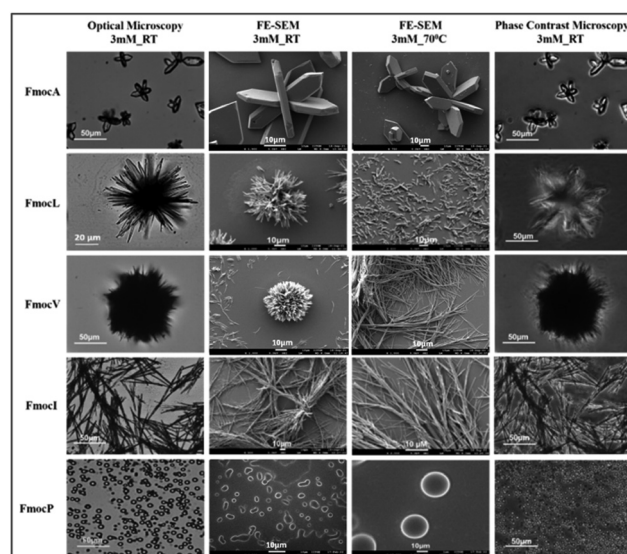 Optical Microscopy FE-SEM FE-SEM Phase Contrast Microscopy
3mM_RT 3mM_RT 3mM_70⁰C 3mM_RT
FmocA
50μm 10μm 10μm 50μm
FmocL
20 μm 10μm 10μm 50μm
FmocV
50μm 10μm 10μm 50μm
FmocI
50μm 10μm 10 μM 50μm
FmocP
10μm 10μm 50μm